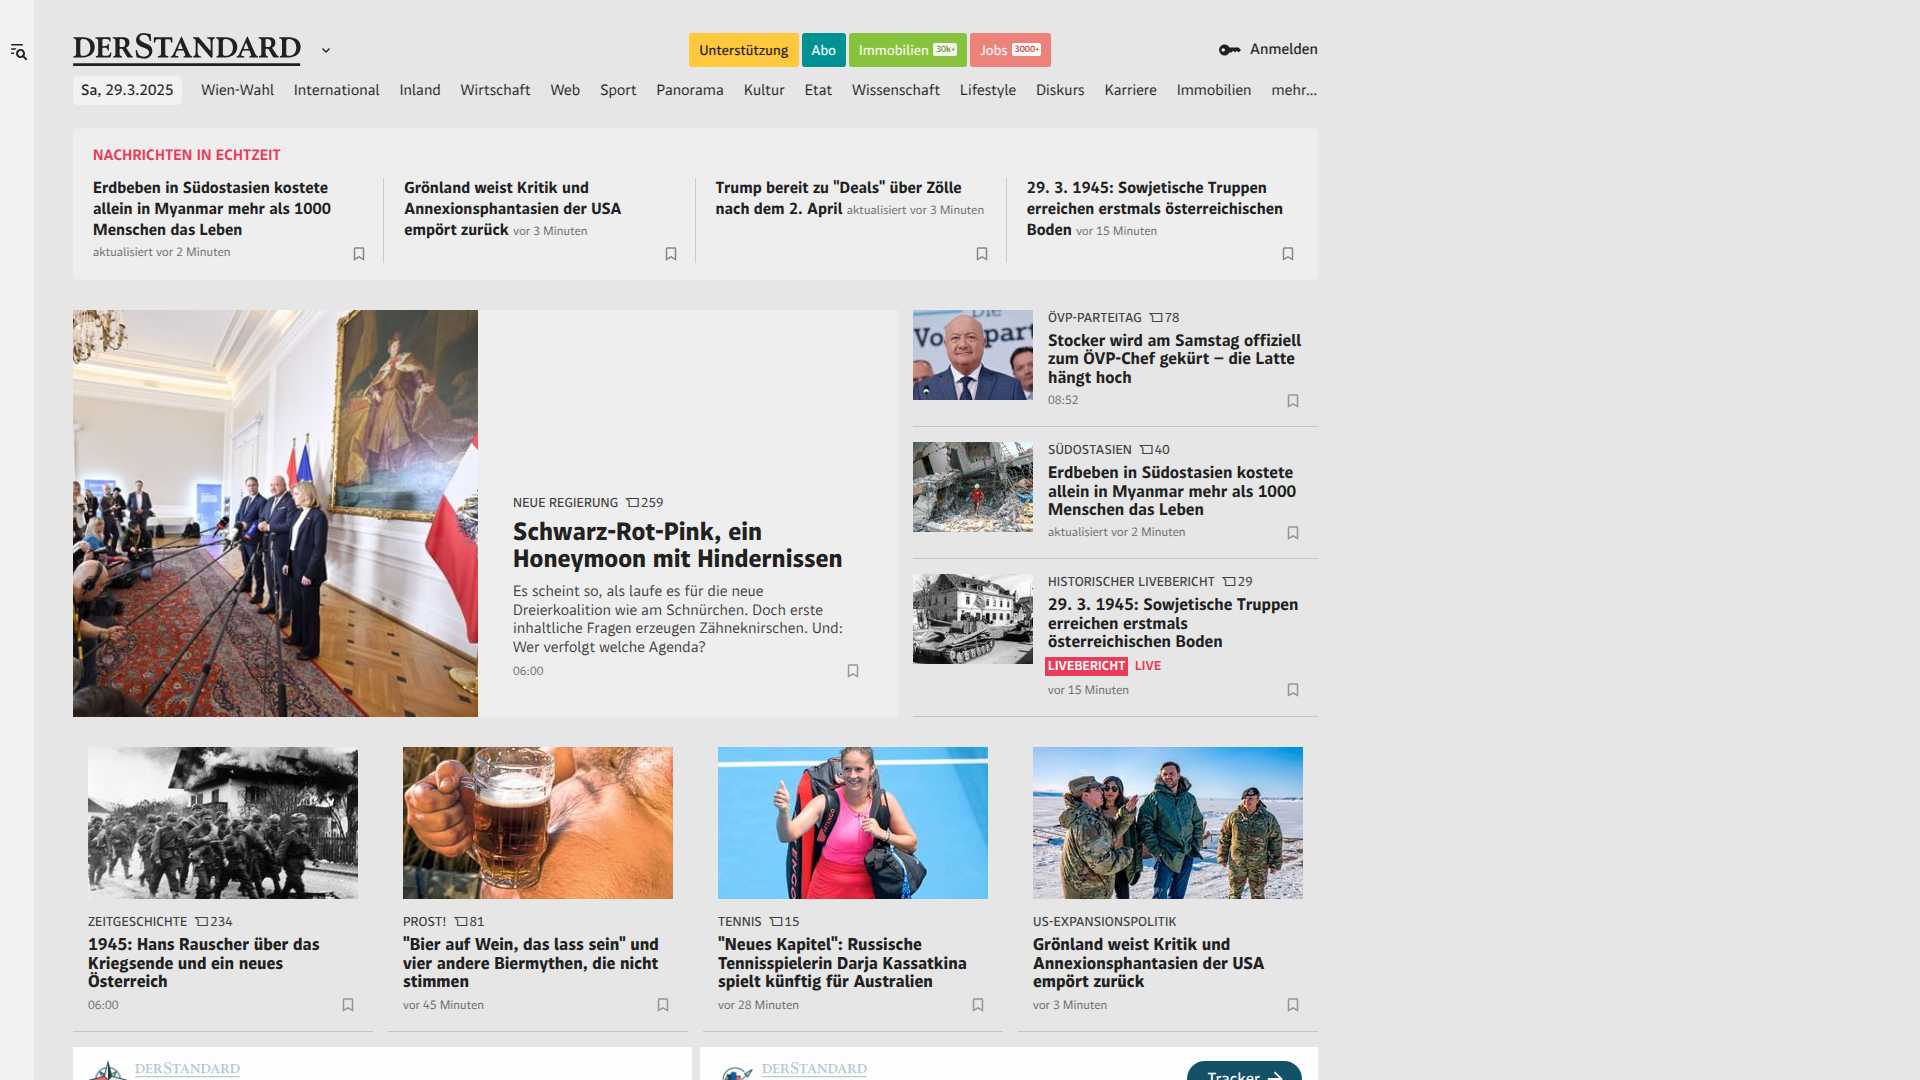 DERSTANDARD
Unterstützung
Abo
Immobilien 30k+
Jobs 3000+
Anmelden
Sa, 29.3.2025
Wien-Wahl
International
Inland
Wirtschaft
Web
Sport
Panorama
Kultur
Etat
Wissenschaft
Lifestyle
Diskurs
Karriere
Immobilien
mehr...
NACHRICHTEN IN ECHTZEIT
Erdbeben in Südostasien kostete
allein in Myanmar mehr als 1000
Menschen das Leben
aktualisiert vor 2 Minuten
Grönland weist Kritik und
Annexionsphantasien der USA
empört zurück vor 3 Minuten
Trump bereit zu "Deals" über Zölle
nach dem 2. April aktualisiert vor 3 Minuten
29. 3. 1945: Sowjetische Truppen
erreichen erstmals österreichischen
Boden vor 15 Minuten
NEUE REGIERUNG 259
Schwarz-Rot-Pink, ein
Honeymoon mit Hindernissen
Es scheint so, als laufe es für die neue
Dreierkoalition wie am Schnürchen. Doch erste
inhaltliche Fragen erzeugen Zähneknirschen. Und:
Wer verfolgt welche Agenda?
06:00
ÖVP-PARTEITAG 78
Stocker wird am Samstag offiziell
zum ÖVP-Chef gekürt – die Latte
hängt hoch
08:52
SÜDOSTASIEN 40
Erdbeben in Südostasien kostete
allein in Myanmar mehr als 1000
Menschen das Leben
aktualisiert vor 2 Minuten
HISTORISCHER LIVEBERICHT 29
29. 3. 1945: Sowjetische Truppen
erreichen erstmals
österreichischen Boden
LIVEBERICHT LIVE
vor 15 Minuten
ZEITGESCHICHTE 234
1945: Hans Rauscher über das
Kriegsende und ein neues
Österreich
06:00
PROST! 81
"Bier auf Wein, das lass sein" und
vier andere Biermythen, die nicht
stimmen
vor 45 Minuten
TENNIS 15
"Neues Kapitel": Russische
Tennisspielerin Darja Kassatkina
spielt künftig für Australien
vor 28 Minuten
US-EXPANSIONSPOLITIK
Grönland weist Kritik und
Annexionsphantasien der USA
empört zurück
vor 3 Minuten
DERSTANDARD
DERSTANDARD
Tracker